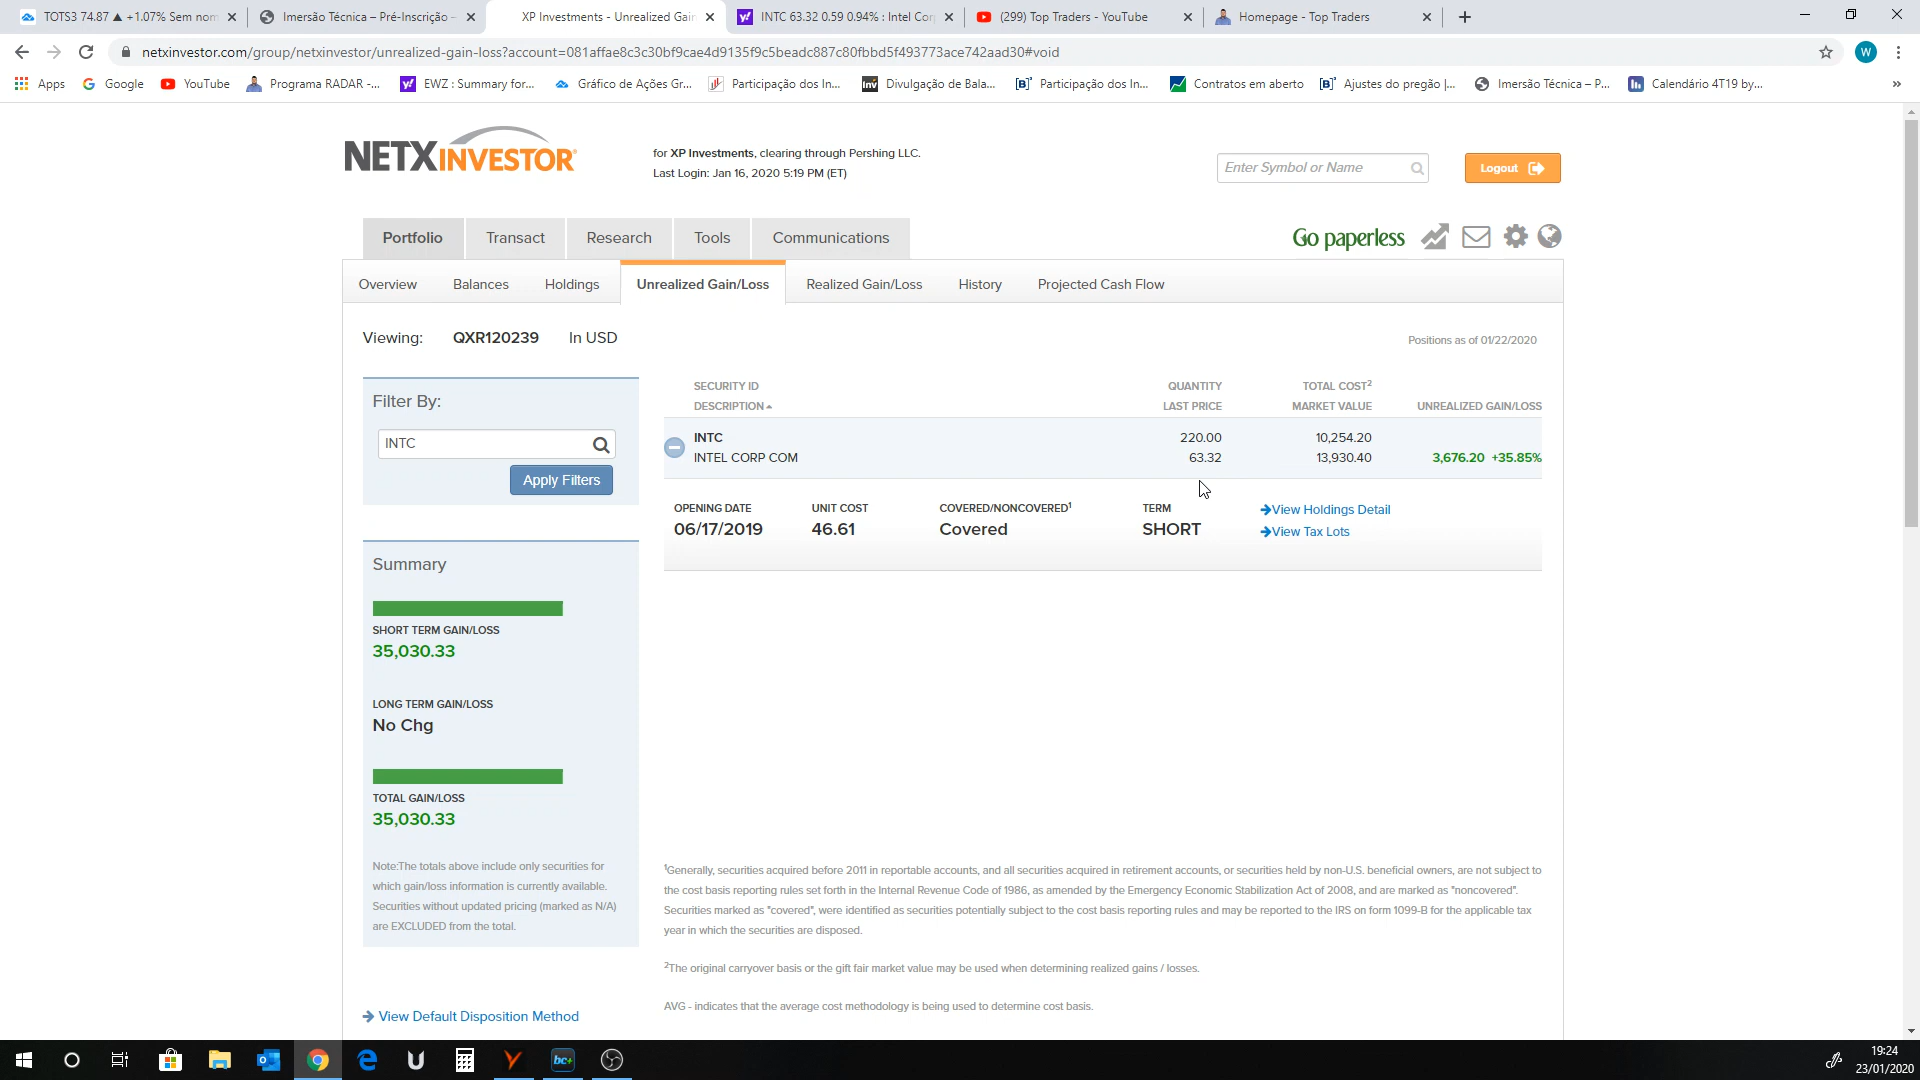 TOTS3 74.87 ▲ +1.07% Sem nom
Imersão Técnica – Pré-Inscrição –
XP Investments - Unrealized Gain
INTC 63.32 0.59 0.94% : Intel Cor
(299) Top Traders - YouTube
Homepage - Top Traders
netxinvestor.com/group/netxinvestor/unrealized-gain-loss?account=081affae8c3c30bf9cae4d9135f9c5beadc887c80fbbd5f493773ace742aad30#void
W
Apps
Google
YouTube
Programa RADAR -...
EWZ : Summary for...
Gráfico de Ações Gr...
Participação dos In...
Divulgação de Bala...
Participação dos In...
Contratos em aberto
Ajustes do pregão |...
Imersão Técnica – P...
Calendário 4T19 by...
»
NETXINVESTOR®
for XP Investments, clearing through Pershing LLC.
Last Login: Jan 16, 2020 5:19 PM (ET)
Enter Symbol or Name
Logout
Portfolio
Transact
Research
Tools
Communications
Go paperless
Overview
Balances
Holdings
Unrealized Gain/Loss
Realized Gain/Loss
History
Projected Cash Flow
Viewing: QXR120239 In USD
Positions as of 01/22/2020
Filter By:
INTC
Apply Filters
Summary
SHORT TERM GAIN/LOSS
35,030.33
LONG TERM GAIN/LOSS
No Chg
TOTAL GAIN/LOSS
35,030.33
Note:The totals above include only securities for
which gain/loss information is currently available.
Securities without updated pricing (marked as N/A)
are EXCLUDED from the total.
View Default Disposition Method
SECURITY ID QUANTITY TOTAL COST²
DESCRIPTION LAST PRICE MARKET VALUE UNREALIZED GAIN/LOSS
INTC 220.00 10,254.20
INTEL CORP COM 63.32 13,930.40 3,676.20 +35.85%
OPENING DATE UNIT COST COVERED/NONCOVERED¹ TERM
06/17/2019 46.61 Covered SHORT
View Holdings Detail
View Tax Lots
¹Generally, securities acquired before 2011 in reportable accounts, and all securities acquired in retirement accounts, or securities held by non-U.S. beneficial owners, are not subject to
the cost basis reporting rules set forth in the Internal Revenue Code of 1986, as amended by the Emergency Economic Stabilization Act of 2008, and are marked as "noncovered".
Securities marked as "covered", were identified as securities potentially subject to the cost basis reporting rules and may be reported to the IRS on form 1099-B for the applicable tax
year in which the securities are disposed.
²The original carryover basis or the gift fair market value may be used when determining realized gains / losses.
AVG - indicates that the average cost methodology is being used to determine cost basis.
bc+
19:24
23/01/2020